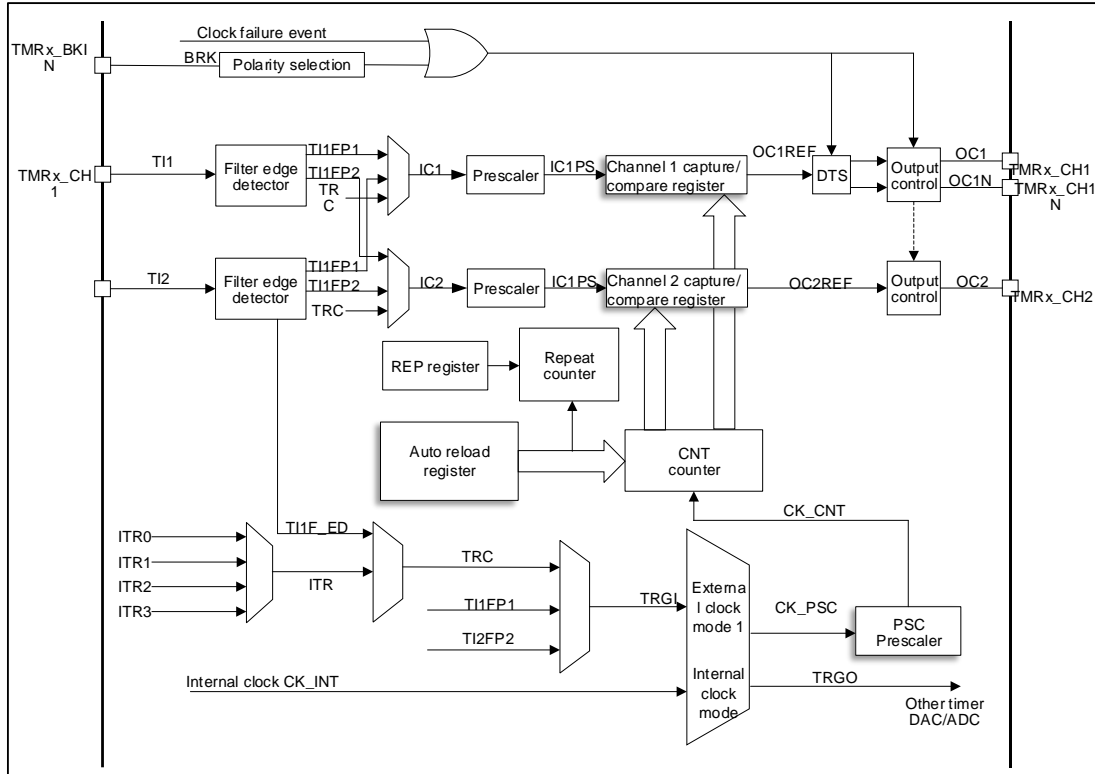 Clock failure event
TMRx_BKI
N
BRK
Polarity selection
TI1FP1
OC1REF
TI1
Filter edge
detector
TI1FP2
IC1
Prescaler
IC1PS
Channel 1 capture/
compare register
DTS
Output
control
OC1
OC1N
TMRx_CH
1
TR
C
TMRx_CH1
TMRx_CH1
N
TI1FP1
TI2
Filter edge
detector
TI1FP2
TRC
IC2
Prescaler
IC1PS
Channel 2 capture/
compare register
OC2REF
Output
control
OC2
TMRx_CH2
REP register
Repeat
counter
Auto reload
register
CNT
counter
CK_CNT
ITR0
ITR1
ITR2
ITR3
TI1F_ED
ITR
TRC
TI1FP1
TI2FP2
TRGI
Externa
l clock
mode 1
CK_PSC
PSC
Prescaler
Internal clock CK_INT
Internal
clock
mode
TRGO
Other timer
DAC/ADC